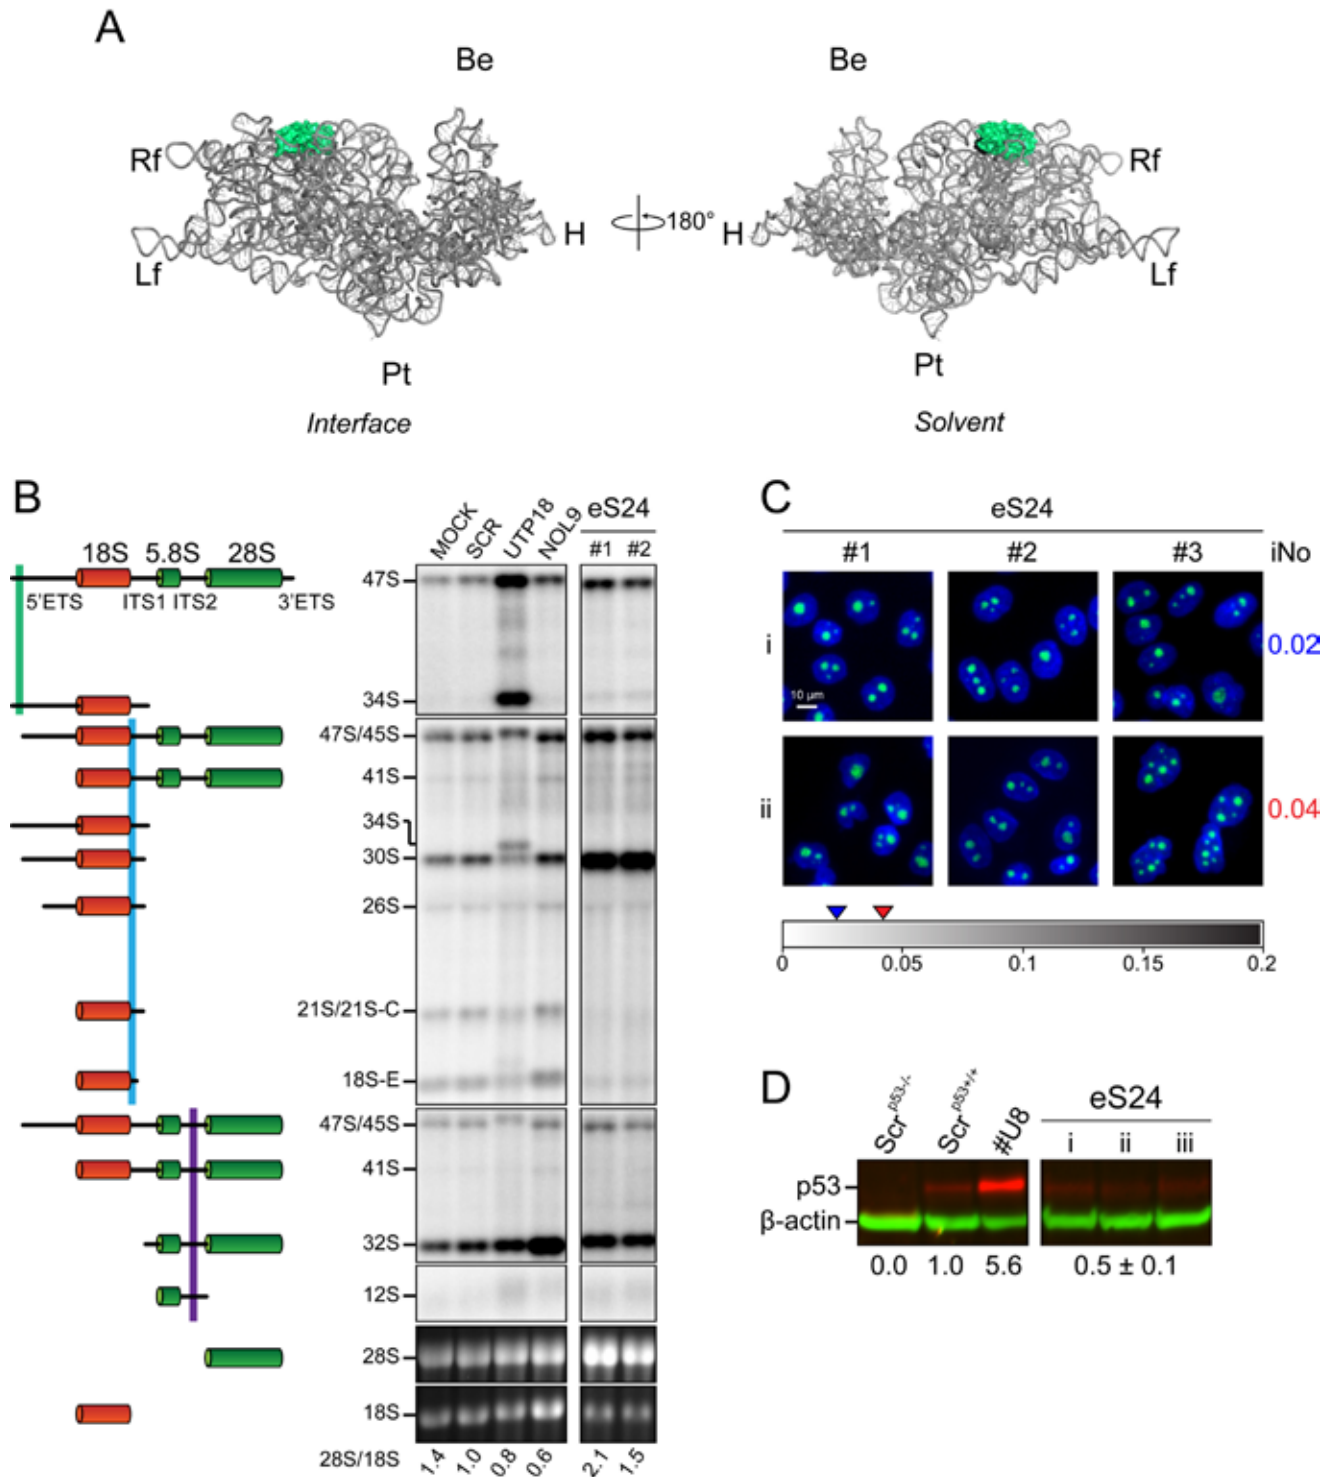 A
Be
Be
Rf
Rf
H
180°
H
Lf
Lf
Pt
Pt
Interface
Solvent
B
MOCK
SCR
UTP18
NOL9
eS24
#1 #2
18S 5.8S 28S
5'ETS ITS1 ITS2 3'ETS
47S
34S
47S/45S
41S
34S
30S
26S
21S/21S-C
18S-E
47S/45S
41S
32S
12S
28S
18S
28S/18S 1.4 1.0 0.8 0.6 2.1 1.5
C
eS24
#1 #2 #3 iNo
i 0.02
10 µm
ii 0.04
0 0.05 0.1 0.15 0.2
D
Scr p53-/-
Scr p53+/+
#U8
eS24
i ii iii
p53
β-actin
0.0 1.0 5.6 0.5 ± 0.1